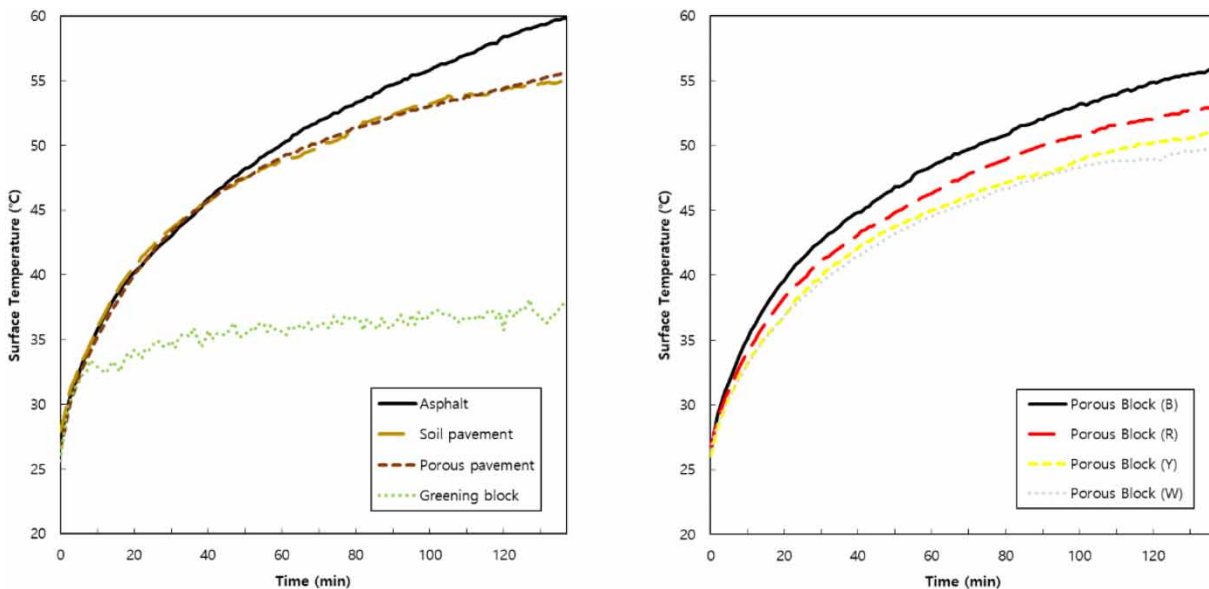 60
55
50
45
40
35
30
25
20
Surface Temperature (°C)
0 20 40 60 80 100 120
Time (min)
Asphalt
Soil pavement
Porous pavement
Greening block
60
55
50
45
40
35
30
25
20
Surface Temperature (°C)
0 20 40 60 80 100 120
Time (min)
Porous Block (B)
Porous Block (R)
Porous Block (Y)
Porous Block (W)